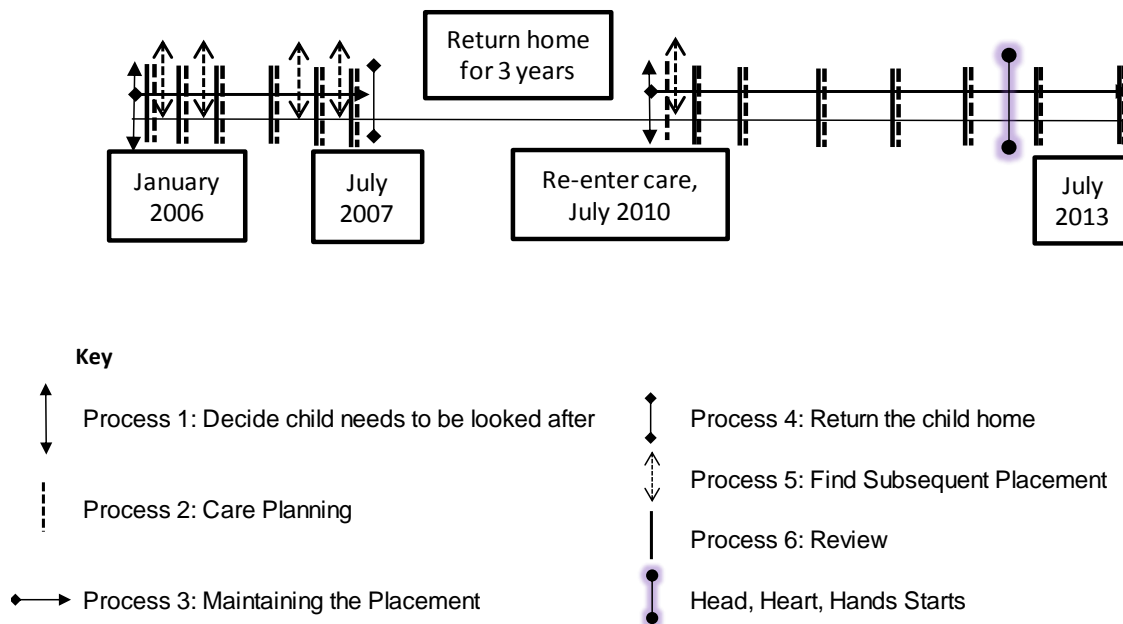 Return home
for 3 years
January
2006
July
2007
Re-enter care,
July 2010
July
2013
Key
Process 1: Decide child needs to be looked after
Process 2: Care Planning
Process 3: Maintaining the Placement
Process 4: Return the child home
Process 5: Find Subsequent Placement
Process 6: Review
Head, Heart, Hands Starts